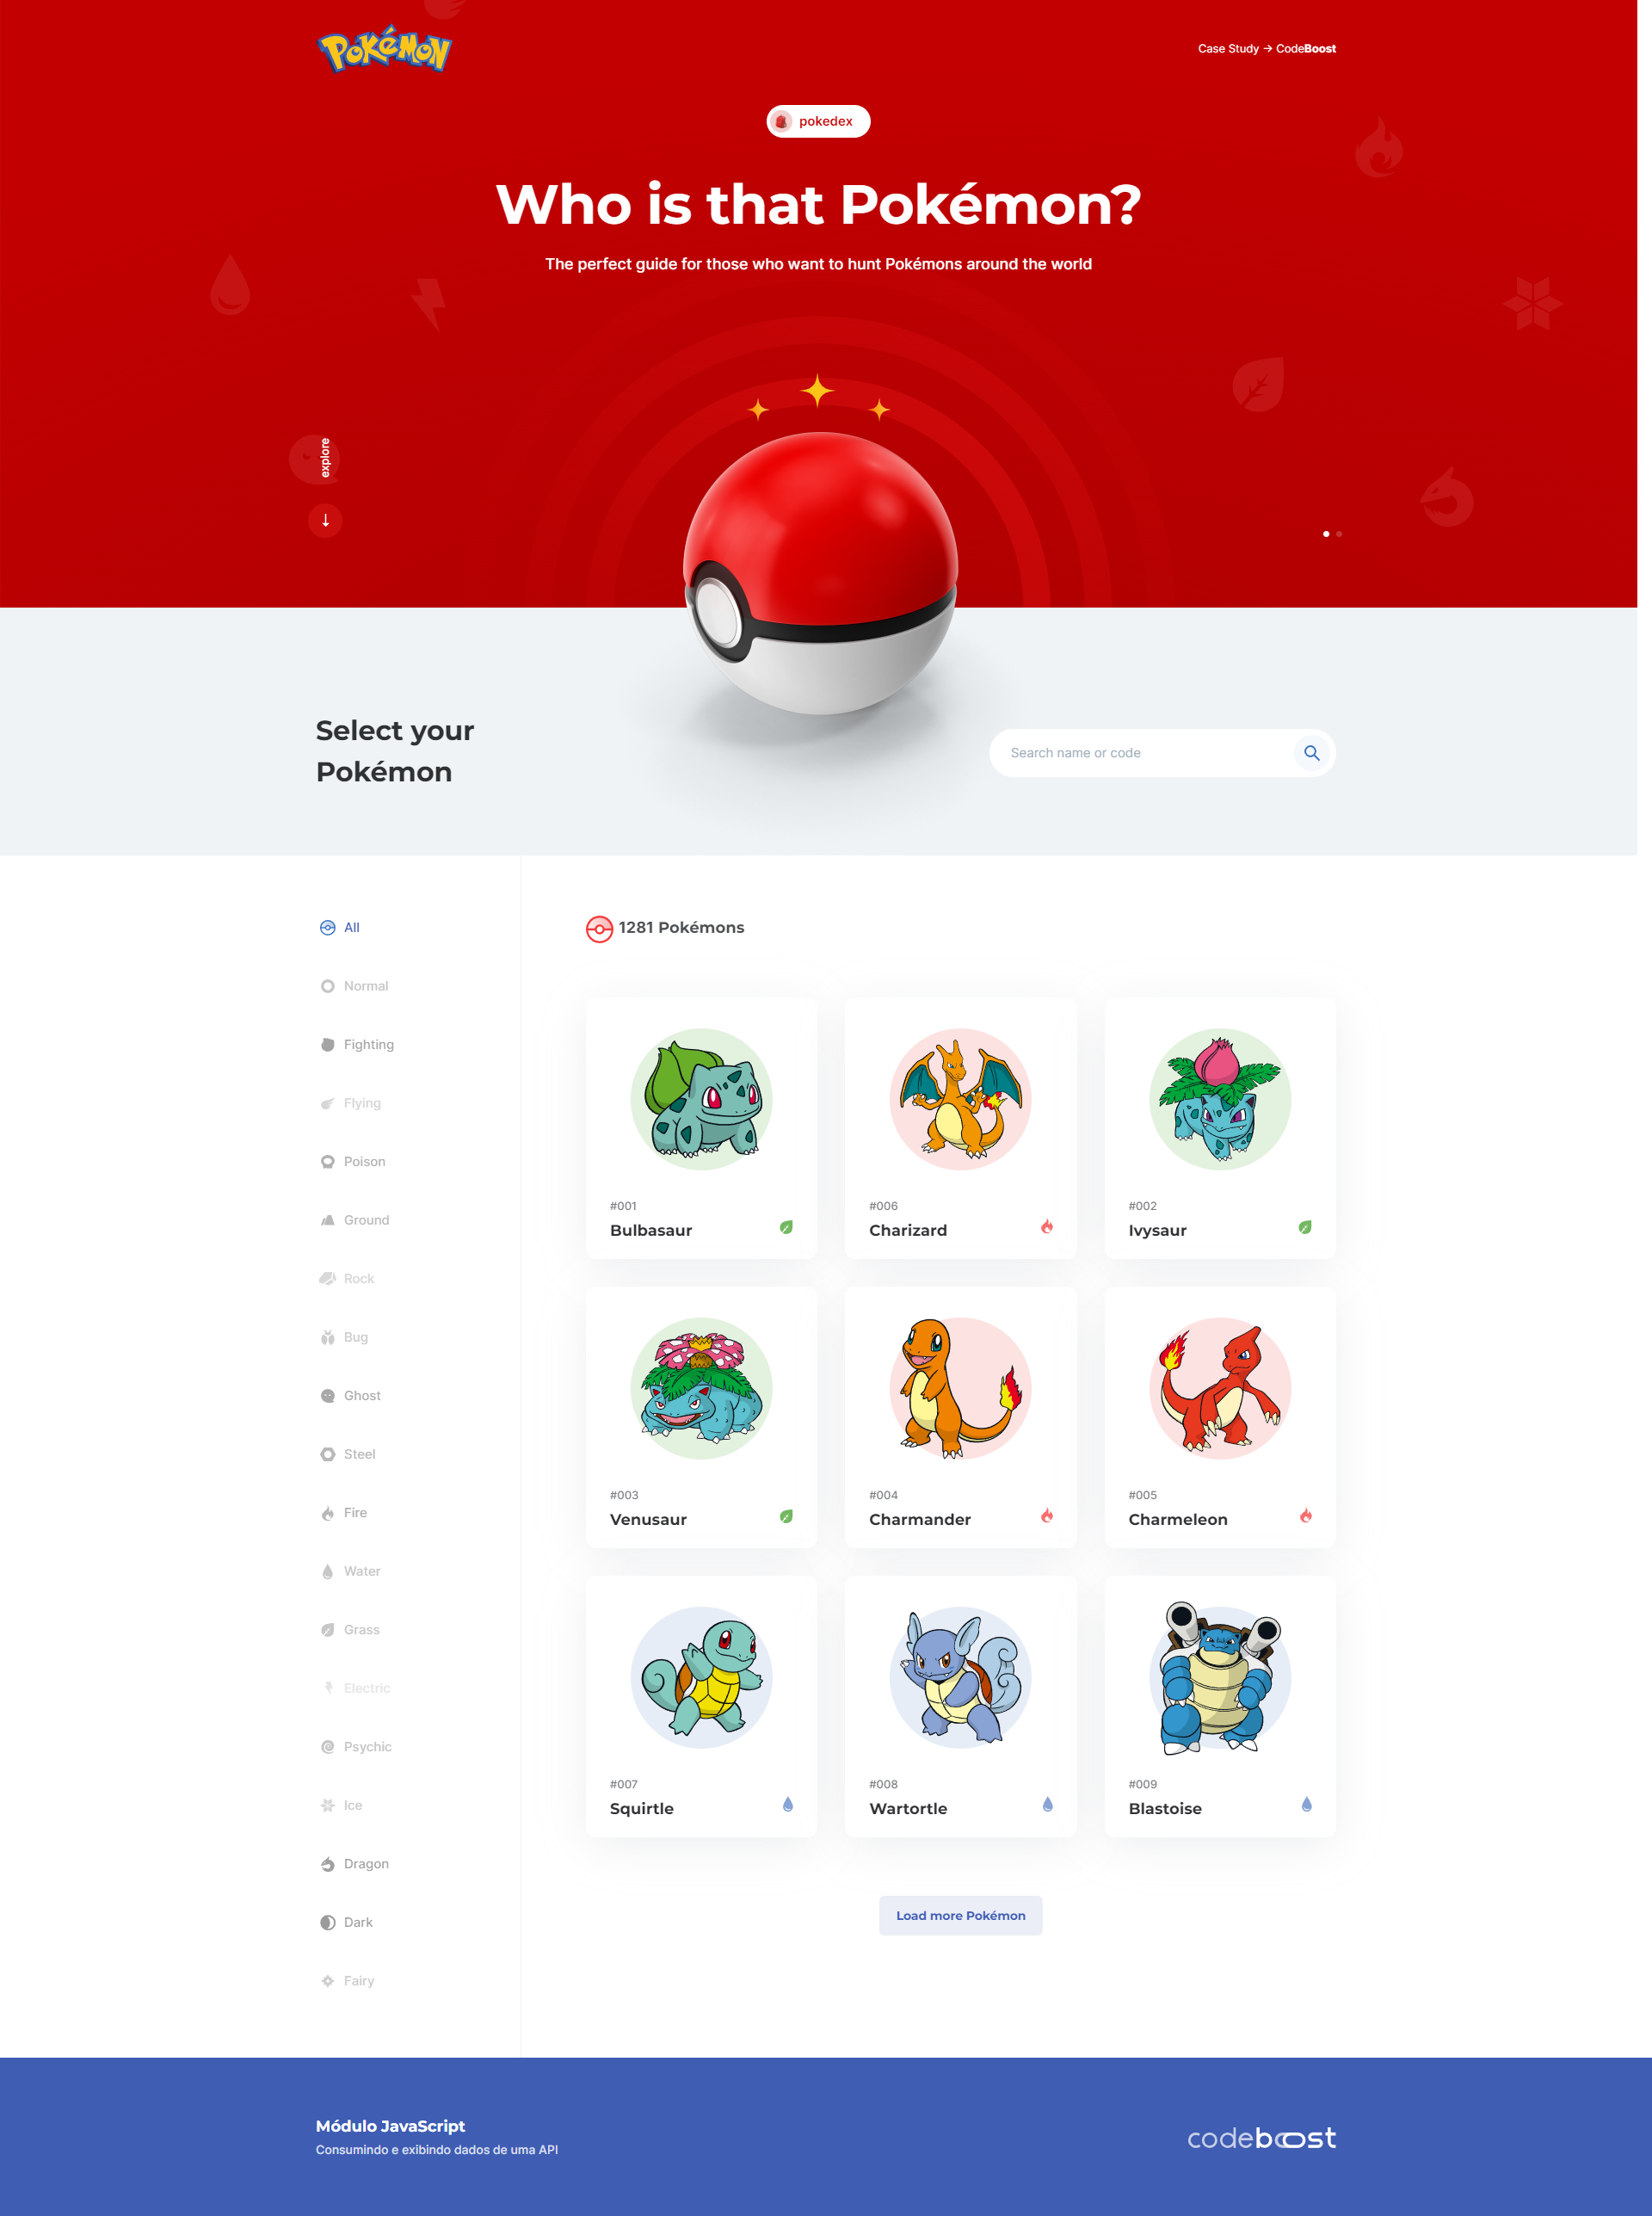 POKÉMON
Case Study → CodeBoost
pokedex
Who is that Pokémon?
The perfect guide for those who want to hunt Pokémons around the world
explore
Select your
Pokémon
Search name or code
All
Normal
Fighting
Flying
Poison
Ground
Rock
Bug
Ghost
Steel
Fire
Water
Grass
Electric
Psychic
Ice
Dragon
Dark
Fairy
1281 Pokémons
#001
Bulbasaur
#006
Charizard
#002
Ivysaur
#003
Venusaur
#004
Charmander
#005
Charmeleon
#007
Squirtle
#008
Wartortle
#009
Blastoise
Load more Pokémon
Módulo JavaScript
Consumindo e exibindo dados de uma API
codeboost